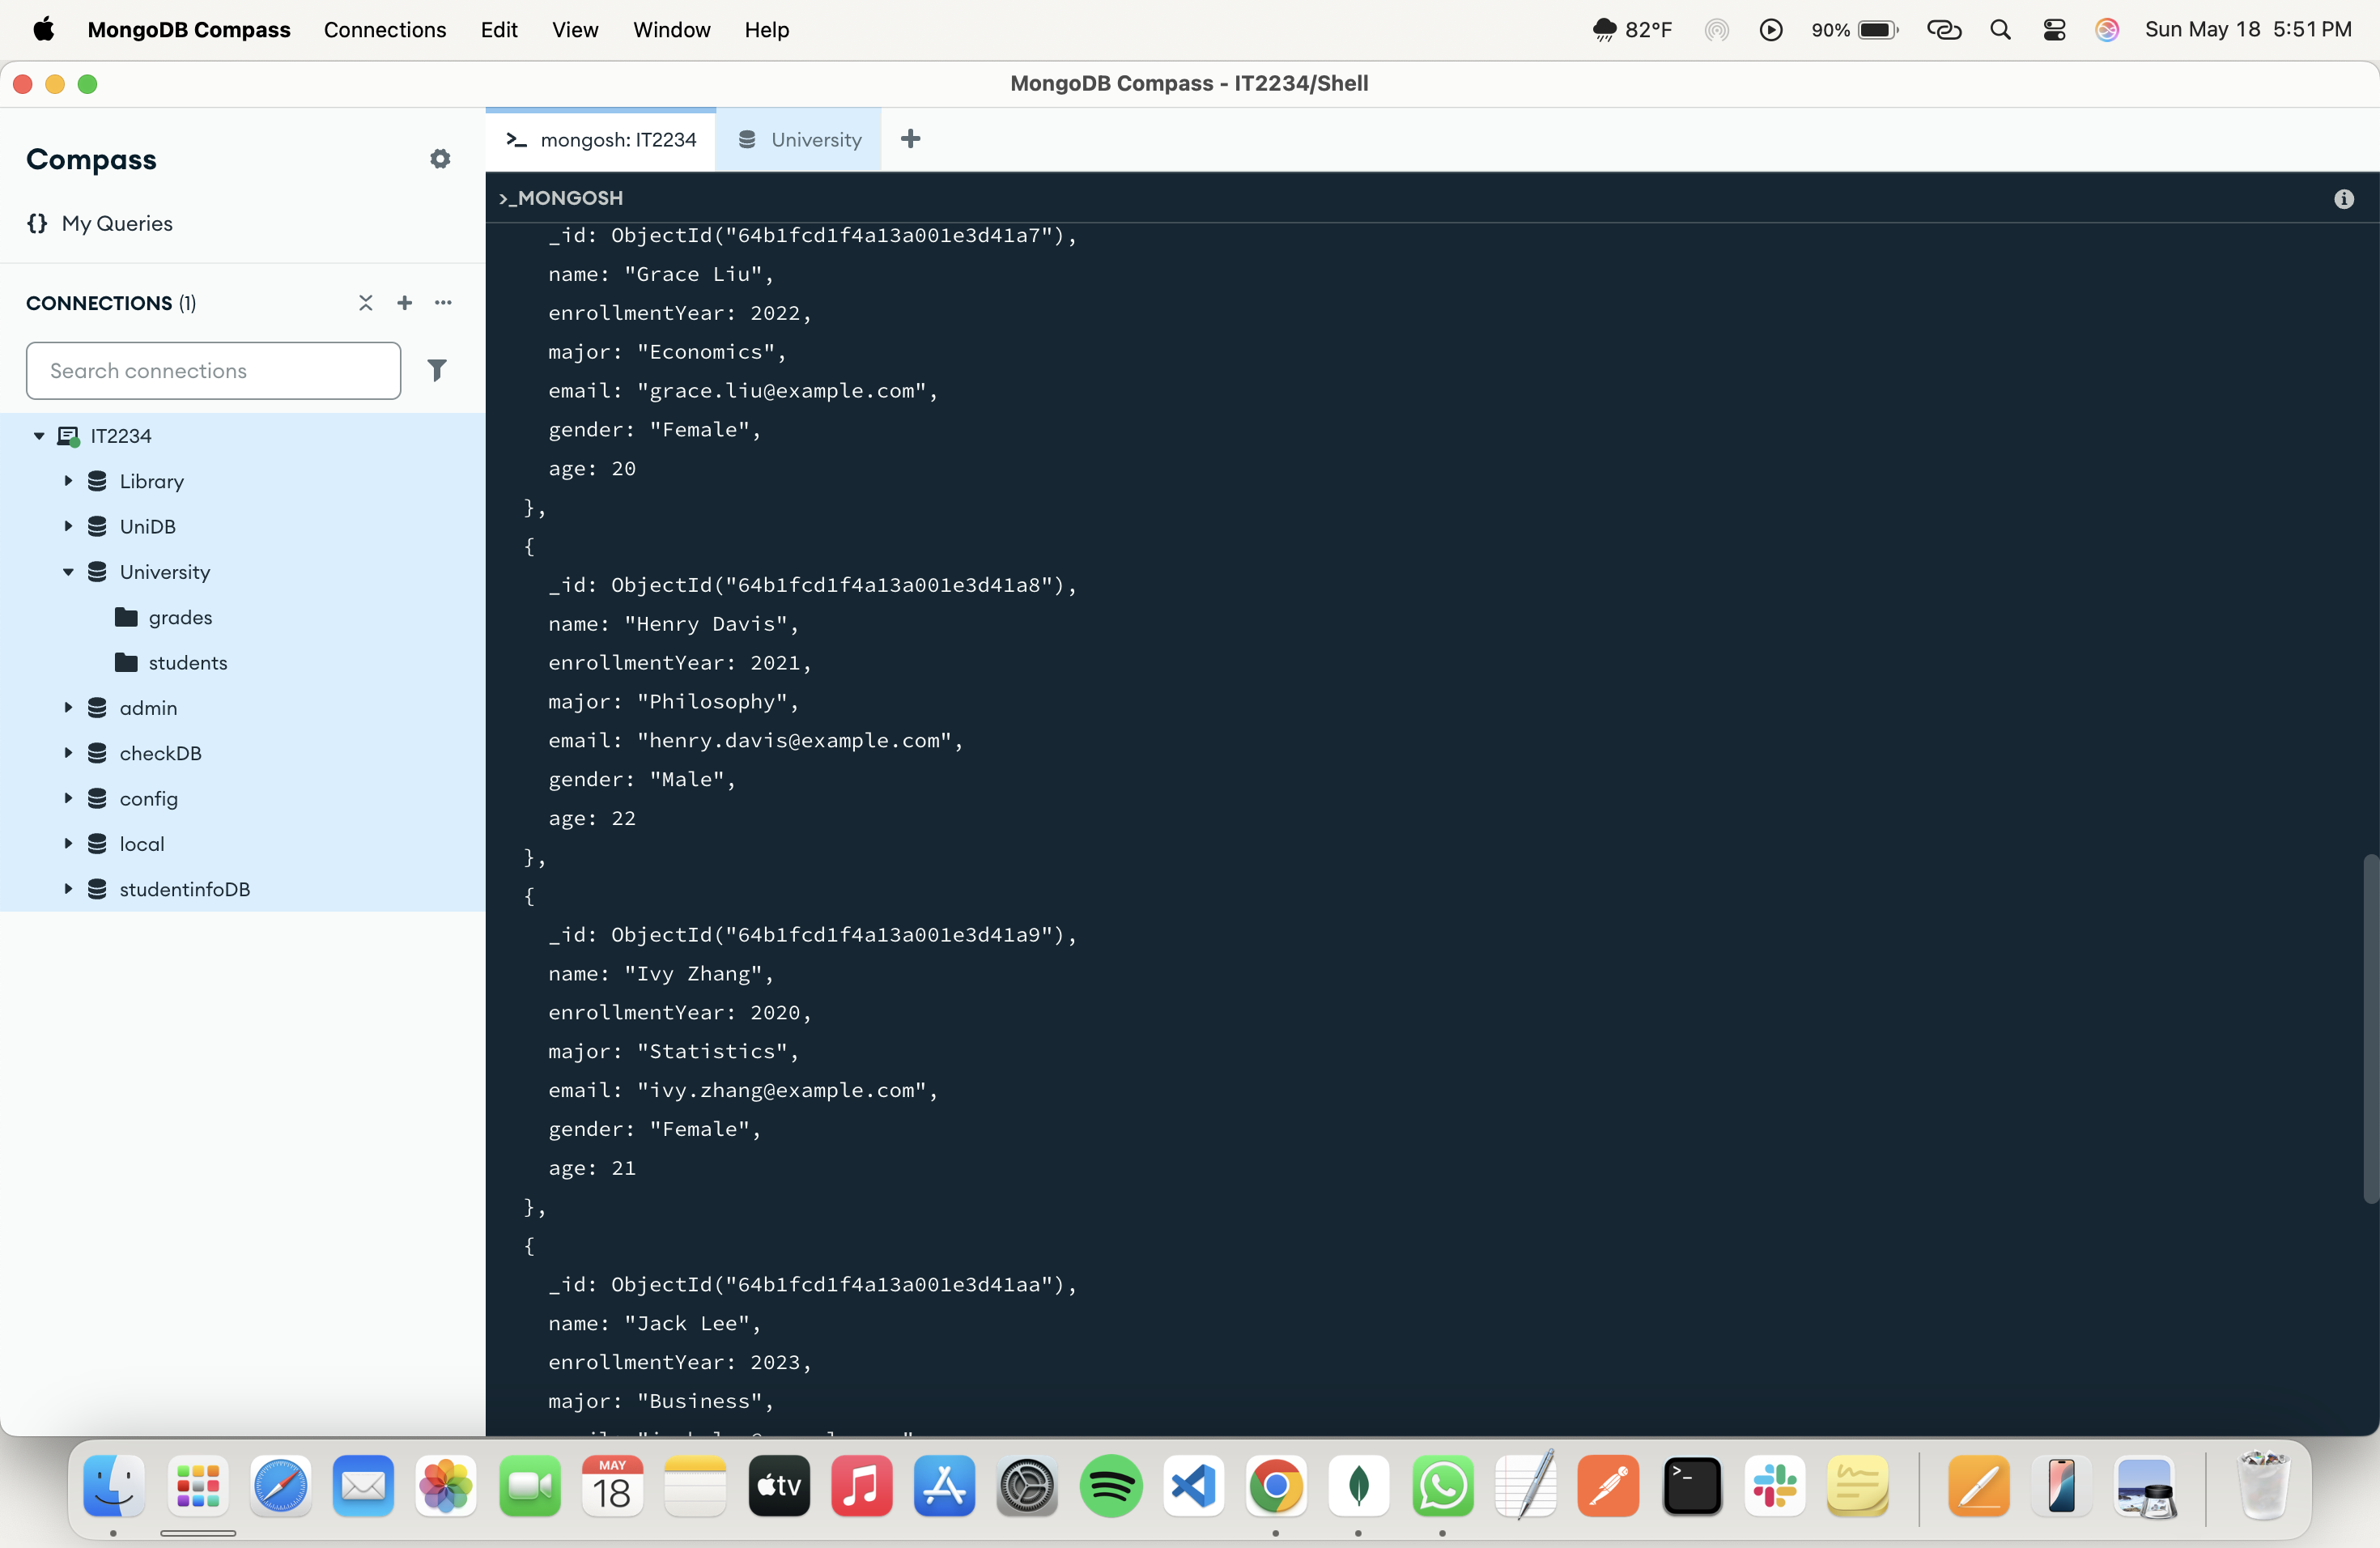 MongoDB Compass Connections Edit View Window Help 82°F 90% Sun May 18 5:51 PM
MongoDB Compass - IT2234/Shell
Compass
My Queries
CONNECTIONS (1)
Search connections
IT2234
Library
UniDB
University
grades
students
admin
checkDB
config
local
studentinfoDB
>_ mongosh: IT2234 University +
>_MONGOSH
_id: ObjectId("64b1fcd1f4a13a001e3d41a7"),
name: "Grace Liu",
enrollmentYear: 2022,
major: "Economics",
email: "grace.liu@example.com",
gender: "Female",
age: 20
},
{
_id: ObjectId("64b1fcd1f4a13a001e3d41a8"),
name: "Henry Davis",
enrollmentYear: 2021,
major: "Philosophy",
email: "henry.davis@example.com",
gender: "Male",
age: 22
},
{
_id: ObjectId("64b1fcd1f4a13a001e3d41a9"),
name: "Ivy Zhang",
enrollmentYear: 2020,
major: "Statistics",
email: "ivy.zhang@example.com",
gender: "Female",
age: 21
},
{
_id: ObjectId("64b1fcd1f4a13a001e3d41aa"),
name: "Jack Lee",
enrollmentYear: 2023,
major: "Business",
MAY
18
tv